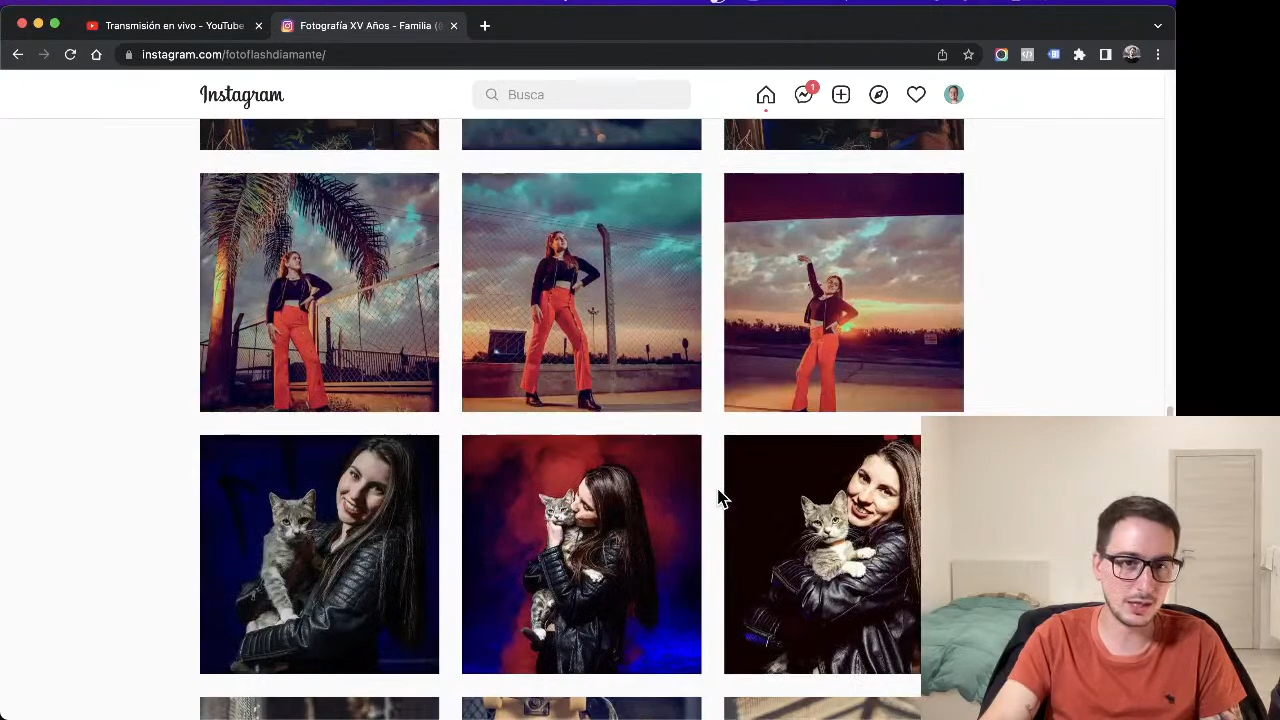 Transmisión en vivo - YouTube
Fotografía XV Años - Familia (@
instagram.com/fotoflashdiamante/
Instagram
Busca
1